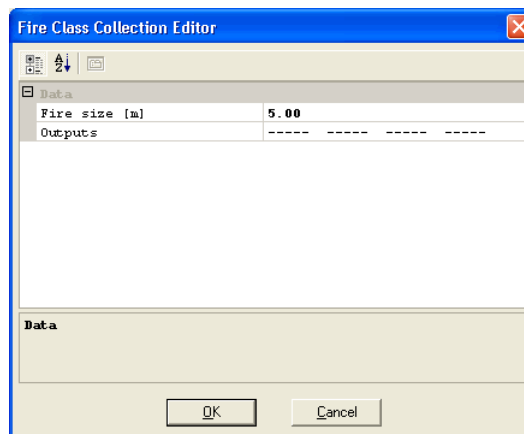 Fire Class Collection Editor
Data
Fire size [m] 5.00
Outputs ----- ----- ----- -----
Data
OK Cancel